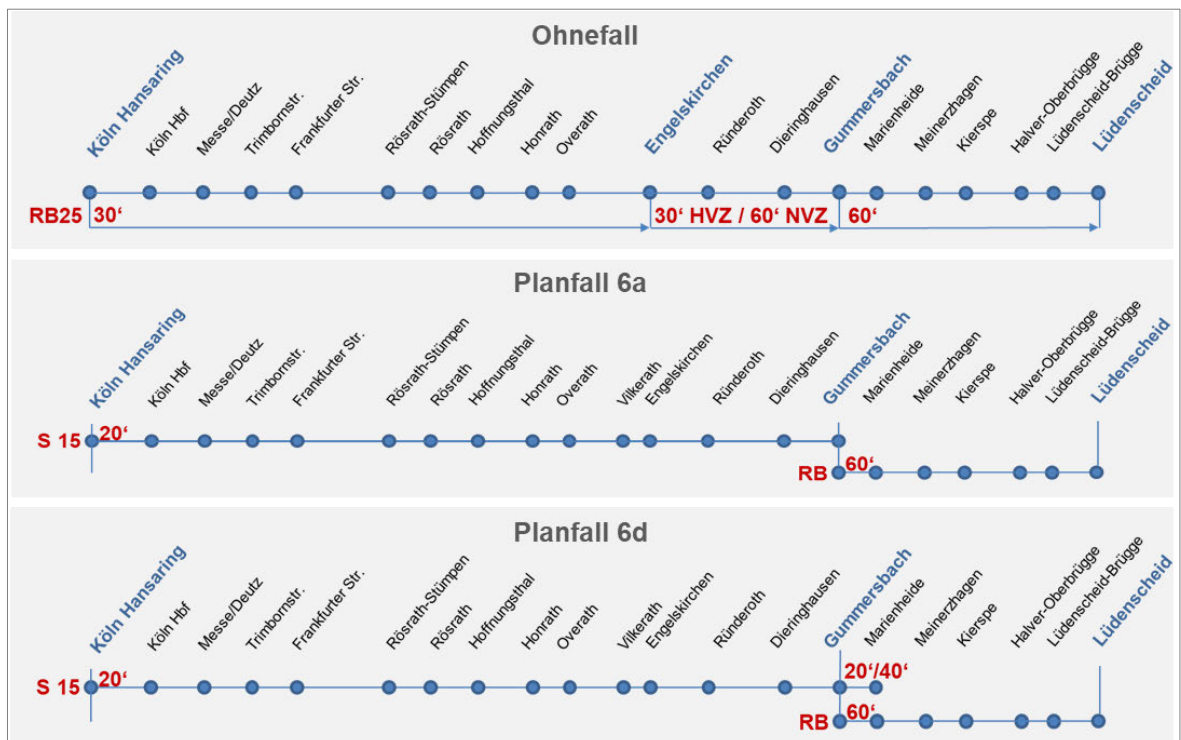 Ohnefall
Köln Hansaring
Köln Hbf
Messe/Deutz
Trimbornstr.
Frankfurter Str.
Rösrath-Stümpen
Rösrath
Hoffnungsthal
Honrath
Overath
Engelskirchen
Ründeroth
Dieringhausen
Gummersbach
Marienheide
Meinerzhagen
Kierspe
Halver-Oberbrügge
Lüdenscheid-Brügge
Lüdenscheid
RB25 30‘ 30‘ HVZ / 60‘ NVZ 60‘
Planfall 6a
Köln Hansaring
Köln Hbf
Messe/Deutz
Trimbornstr.
Frankfurter Str.
Rösrath-Stümpen
Rösrath
Hoffnungsthal
Honrath
Overath
Vilkerath
Engelskirchen
Ründeroth
Dieringhausen
Gummersbach
Marienheide
Meinerzhagen
Kierspe
Halver-Oberbrügge
Lüdenscheid-Brügge
Lüdenscheid
S 15 20‘
RB 60‘
Planfall 6d
Köln Hansaring
Köln Hbf
Messe/Deutz
Trimbornstr.
Frankfurter Str.
Rösrath-Stümpen
Rösrath
Hoffnungsthal
Honrath
Overath
Vilkerath
Engelskirchen
Ründeroth
Dieringhausen
Gummersbach
Marienheide
Meinerzhagen
Kierspe
Halver-Oberbrügge
Lüdenscheid-Brügge
Lüdenscheid
S 15 20‘ 20‘/40‘
RB 60‘